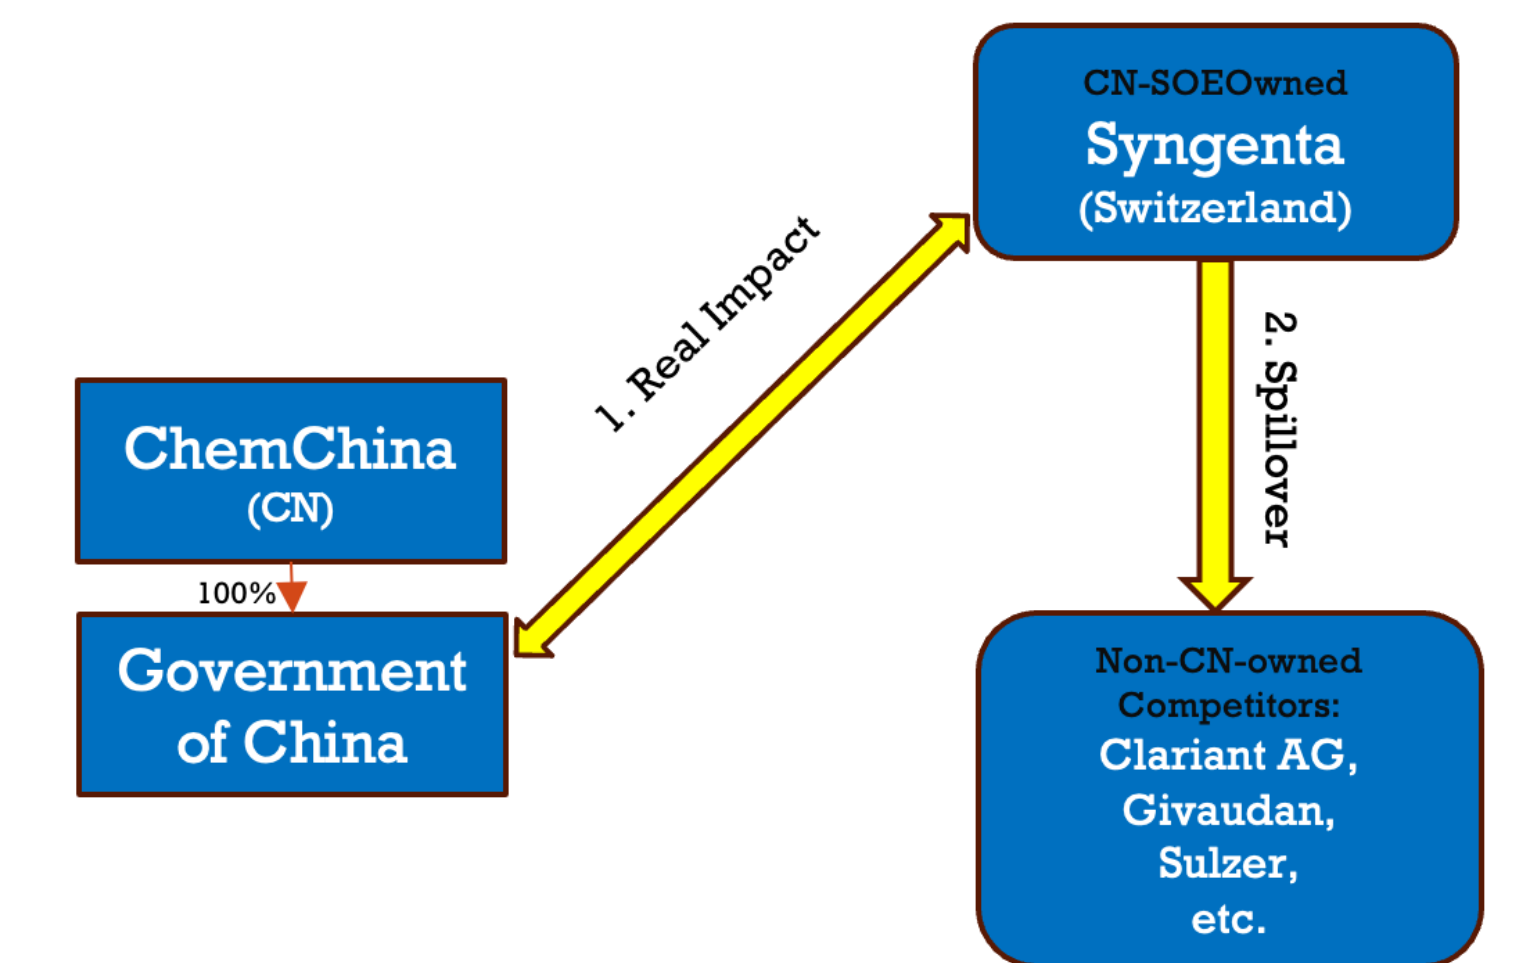 CN-SOEOwned
Syngenta
(Switzerland)
1. Real Impact
2. Spillover
ChemChina
(CN)
100%
Government
of China
Non-CN-owned
Competitors:
Clariant AG,
Givaudan,
Sulzer,
etc.